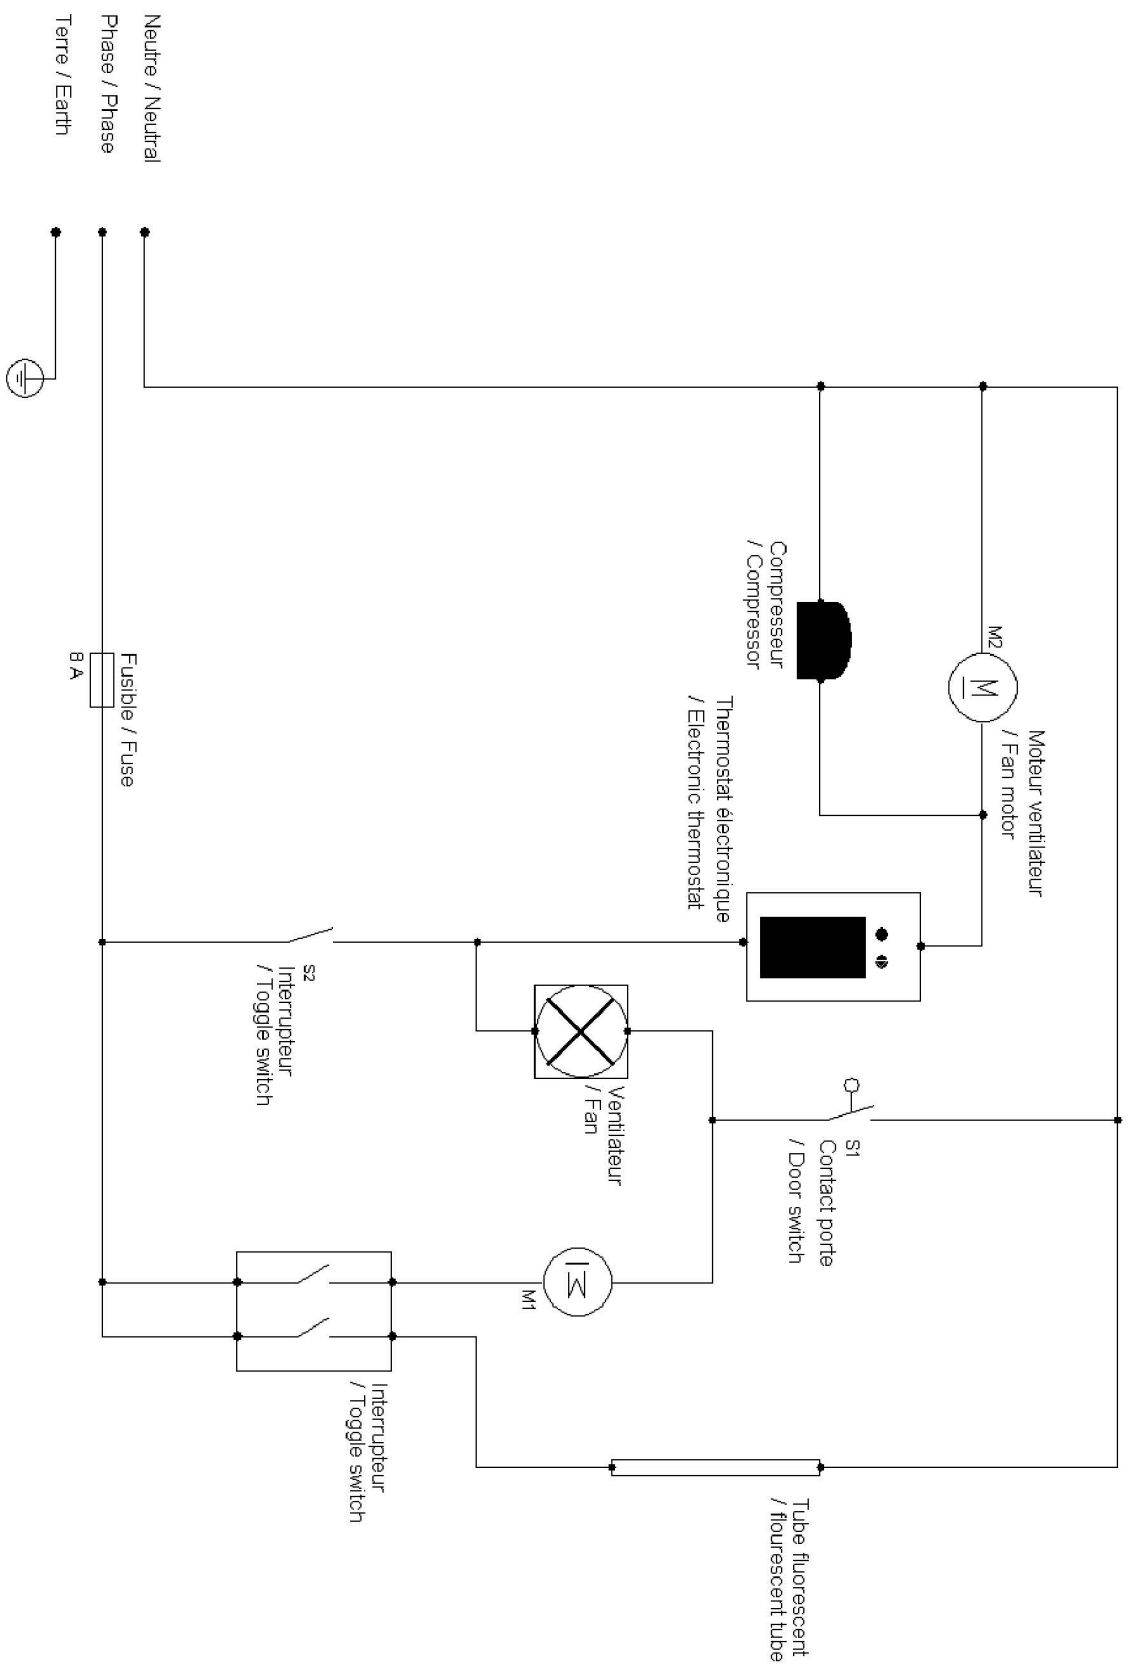 Moteur ventilateur
/ Fan motor
M2
M
S1
Contact porte
/ Door switch
Tube fluorescent
/ flourescent tube
Compresseur
/ Compressor
Thermostat électronique
/ Electronic thermostat
Ventilateur
/ Fan
M
M1
Interrupteur
/ Toggle switch
S2
Interrupteur
/ Toggle switch
Neutre / Neutral
Phase / Phase
Terre / Earth
Fusible / Fuse
8 A